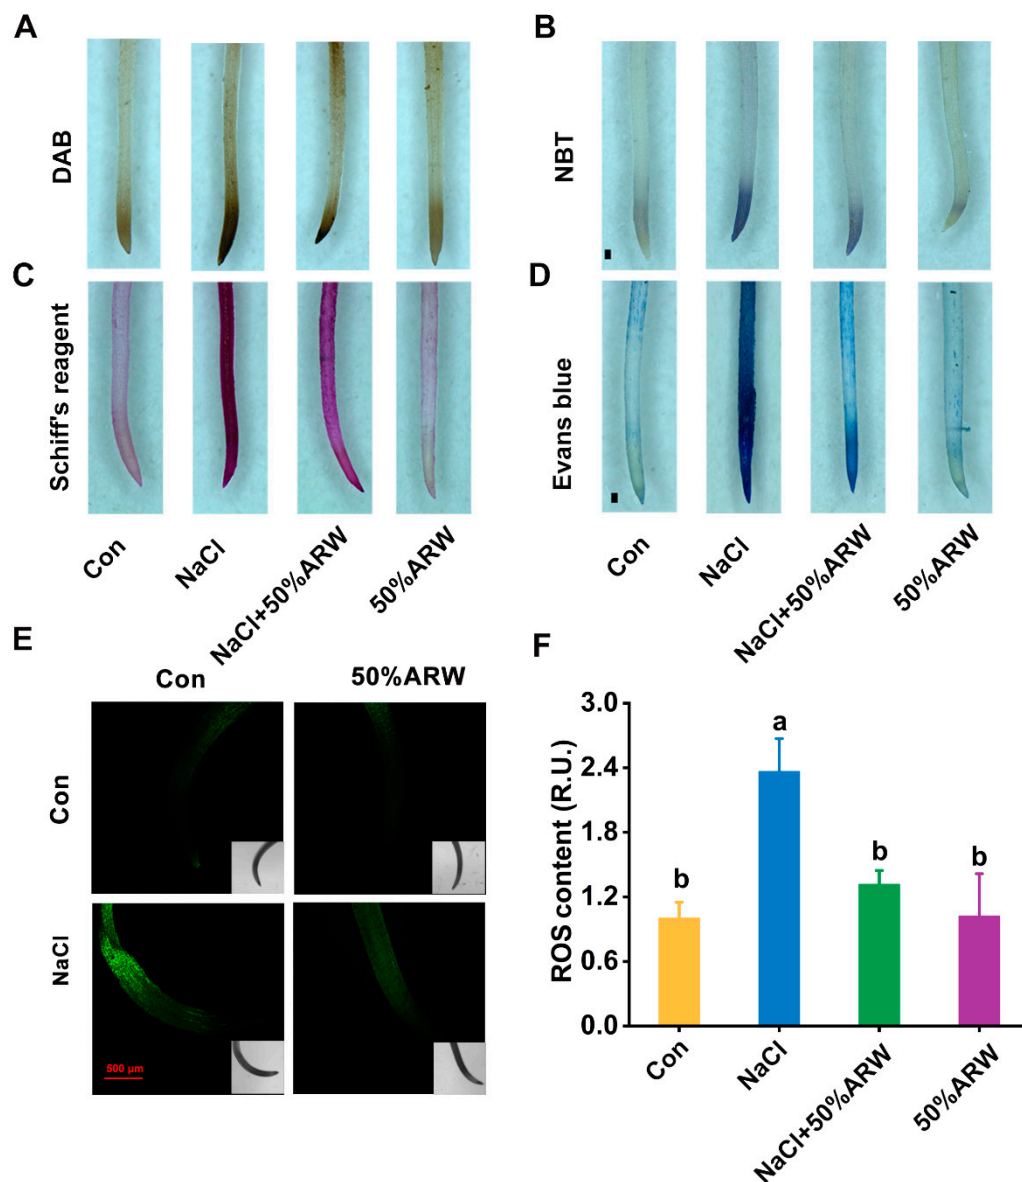 A
B
DAB
NBT
C
D
Schiff's reagent
Evans blue
Con
NaCl
NaCl+50%ARW
50%ARW
Con
NaCl
NaCl+50%ARW
50%ARW
E
Con
50%ARW
Con
NaCl
500 μm
F
ROS content (R.U.)
3.0
2.4
1.8
1.2
0.6
0.0
b
a
b
b
Con
NaCl
NaCl+50%ARW
50%ARW